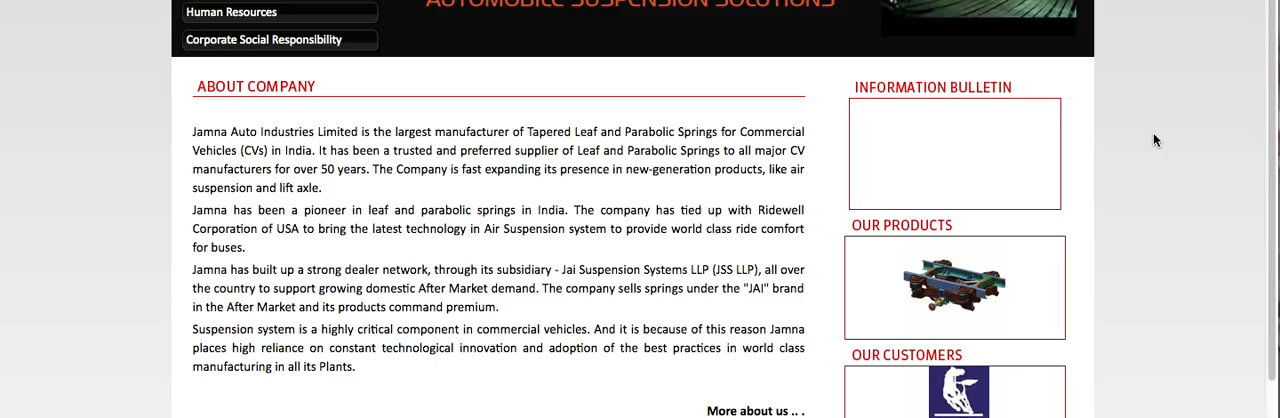 Human Resources
AUTOMOBILE SUSPENSION SOLUTIONS
Corporate Social Responsibility
ABOUT COMPANY
Jamna Auto Industries Limited is the largest manufacturer of Tapered Leaf and Parabolic Springs for Commercial
Vehicles (CVs) in India. It has been a trusted and preferred supplier of Leaf and Parabolic Springs to all major CV
manufacturers for over 50 years. The Company is fast expanding its presence in new-generation products, like air
suspension and lift axle.
Jamna has been a pioneer in leaf and parabolic springs in India. The company has tied up with Ridewell
Corporation of USA to bring the latest technology in Air Suspension system to provide world class ride comfort
for buses.
Jamna has built up a strong dealer network, through its subsidiary - Jai Suspension Systems LLP (JSS LLP), all over
the country to support growing domestic After Market demand. The company sells springs under the "JAI" brand
in the After Market and its products command premium.
Suspension system is a highly critical component in commercial vehicles. And it is because of this reason Jamna
places high reliance on constant technological innovation and adoption of the best practices in world class
manufacturing in all its Plants.
More about us .. .
INFORMATION BULLETIN
OUR PRODUCTS
OUR CUSTOMERS